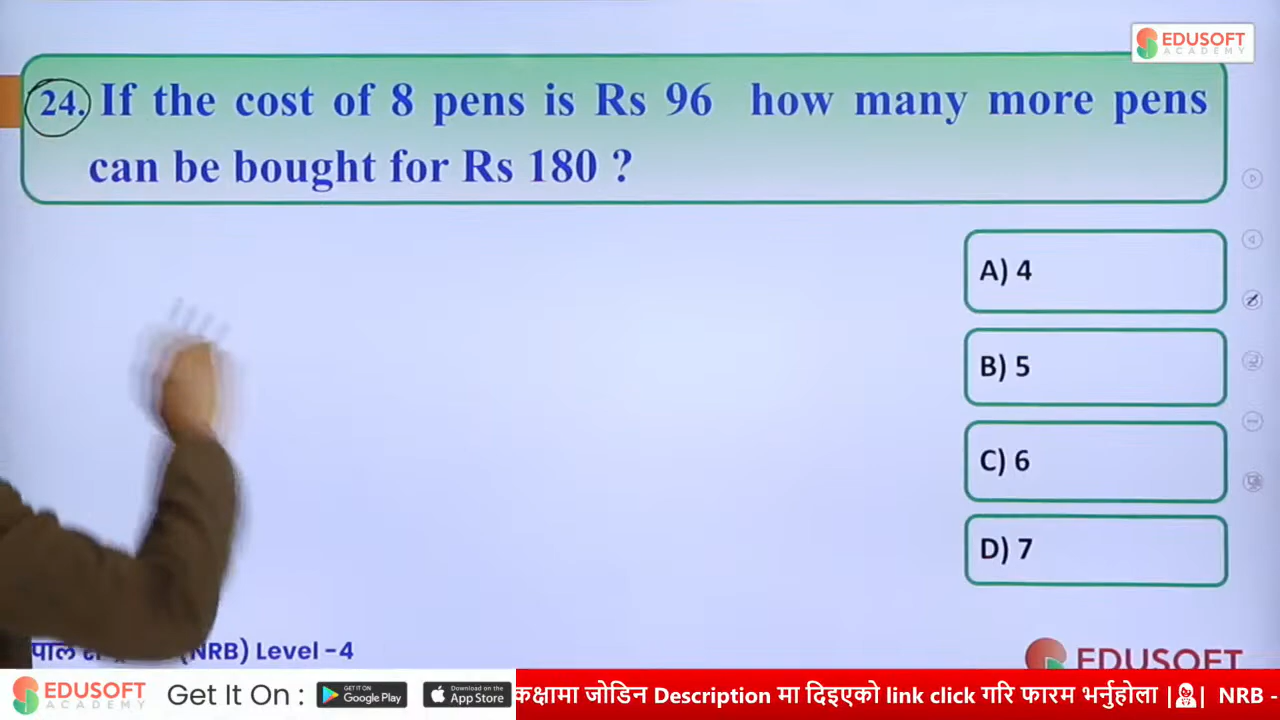 EDUSOFT
ACADEMY
24. If the cost of 8 pens is Rs 96 how many more pens
can be bought for Rs 180 ?
A) 4
B) 5
C) 6
D) 7
(NRB) Level -4
EDUSOFT
EDUSOFT
ACADEMY
Get It On :
GET IT ON
Google Play
Download on the
App Store
कक्षामा जोडिन Description मा दिइएको link click गरि फारम भर्नुहोला | | NRB -